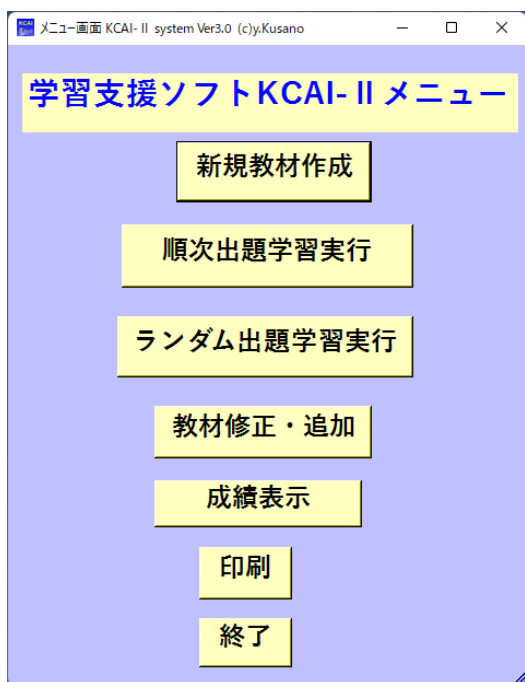 メニュー画面 KCAI-Ⅱ system Ver3.0 (c)y.Kusano
学習支援ソフトKCAI-Ⅱメニュー
新規教材作成
順次出題学習実行
ランダム出題学習実行
教材修正・追加
成績表示
印刷
終了